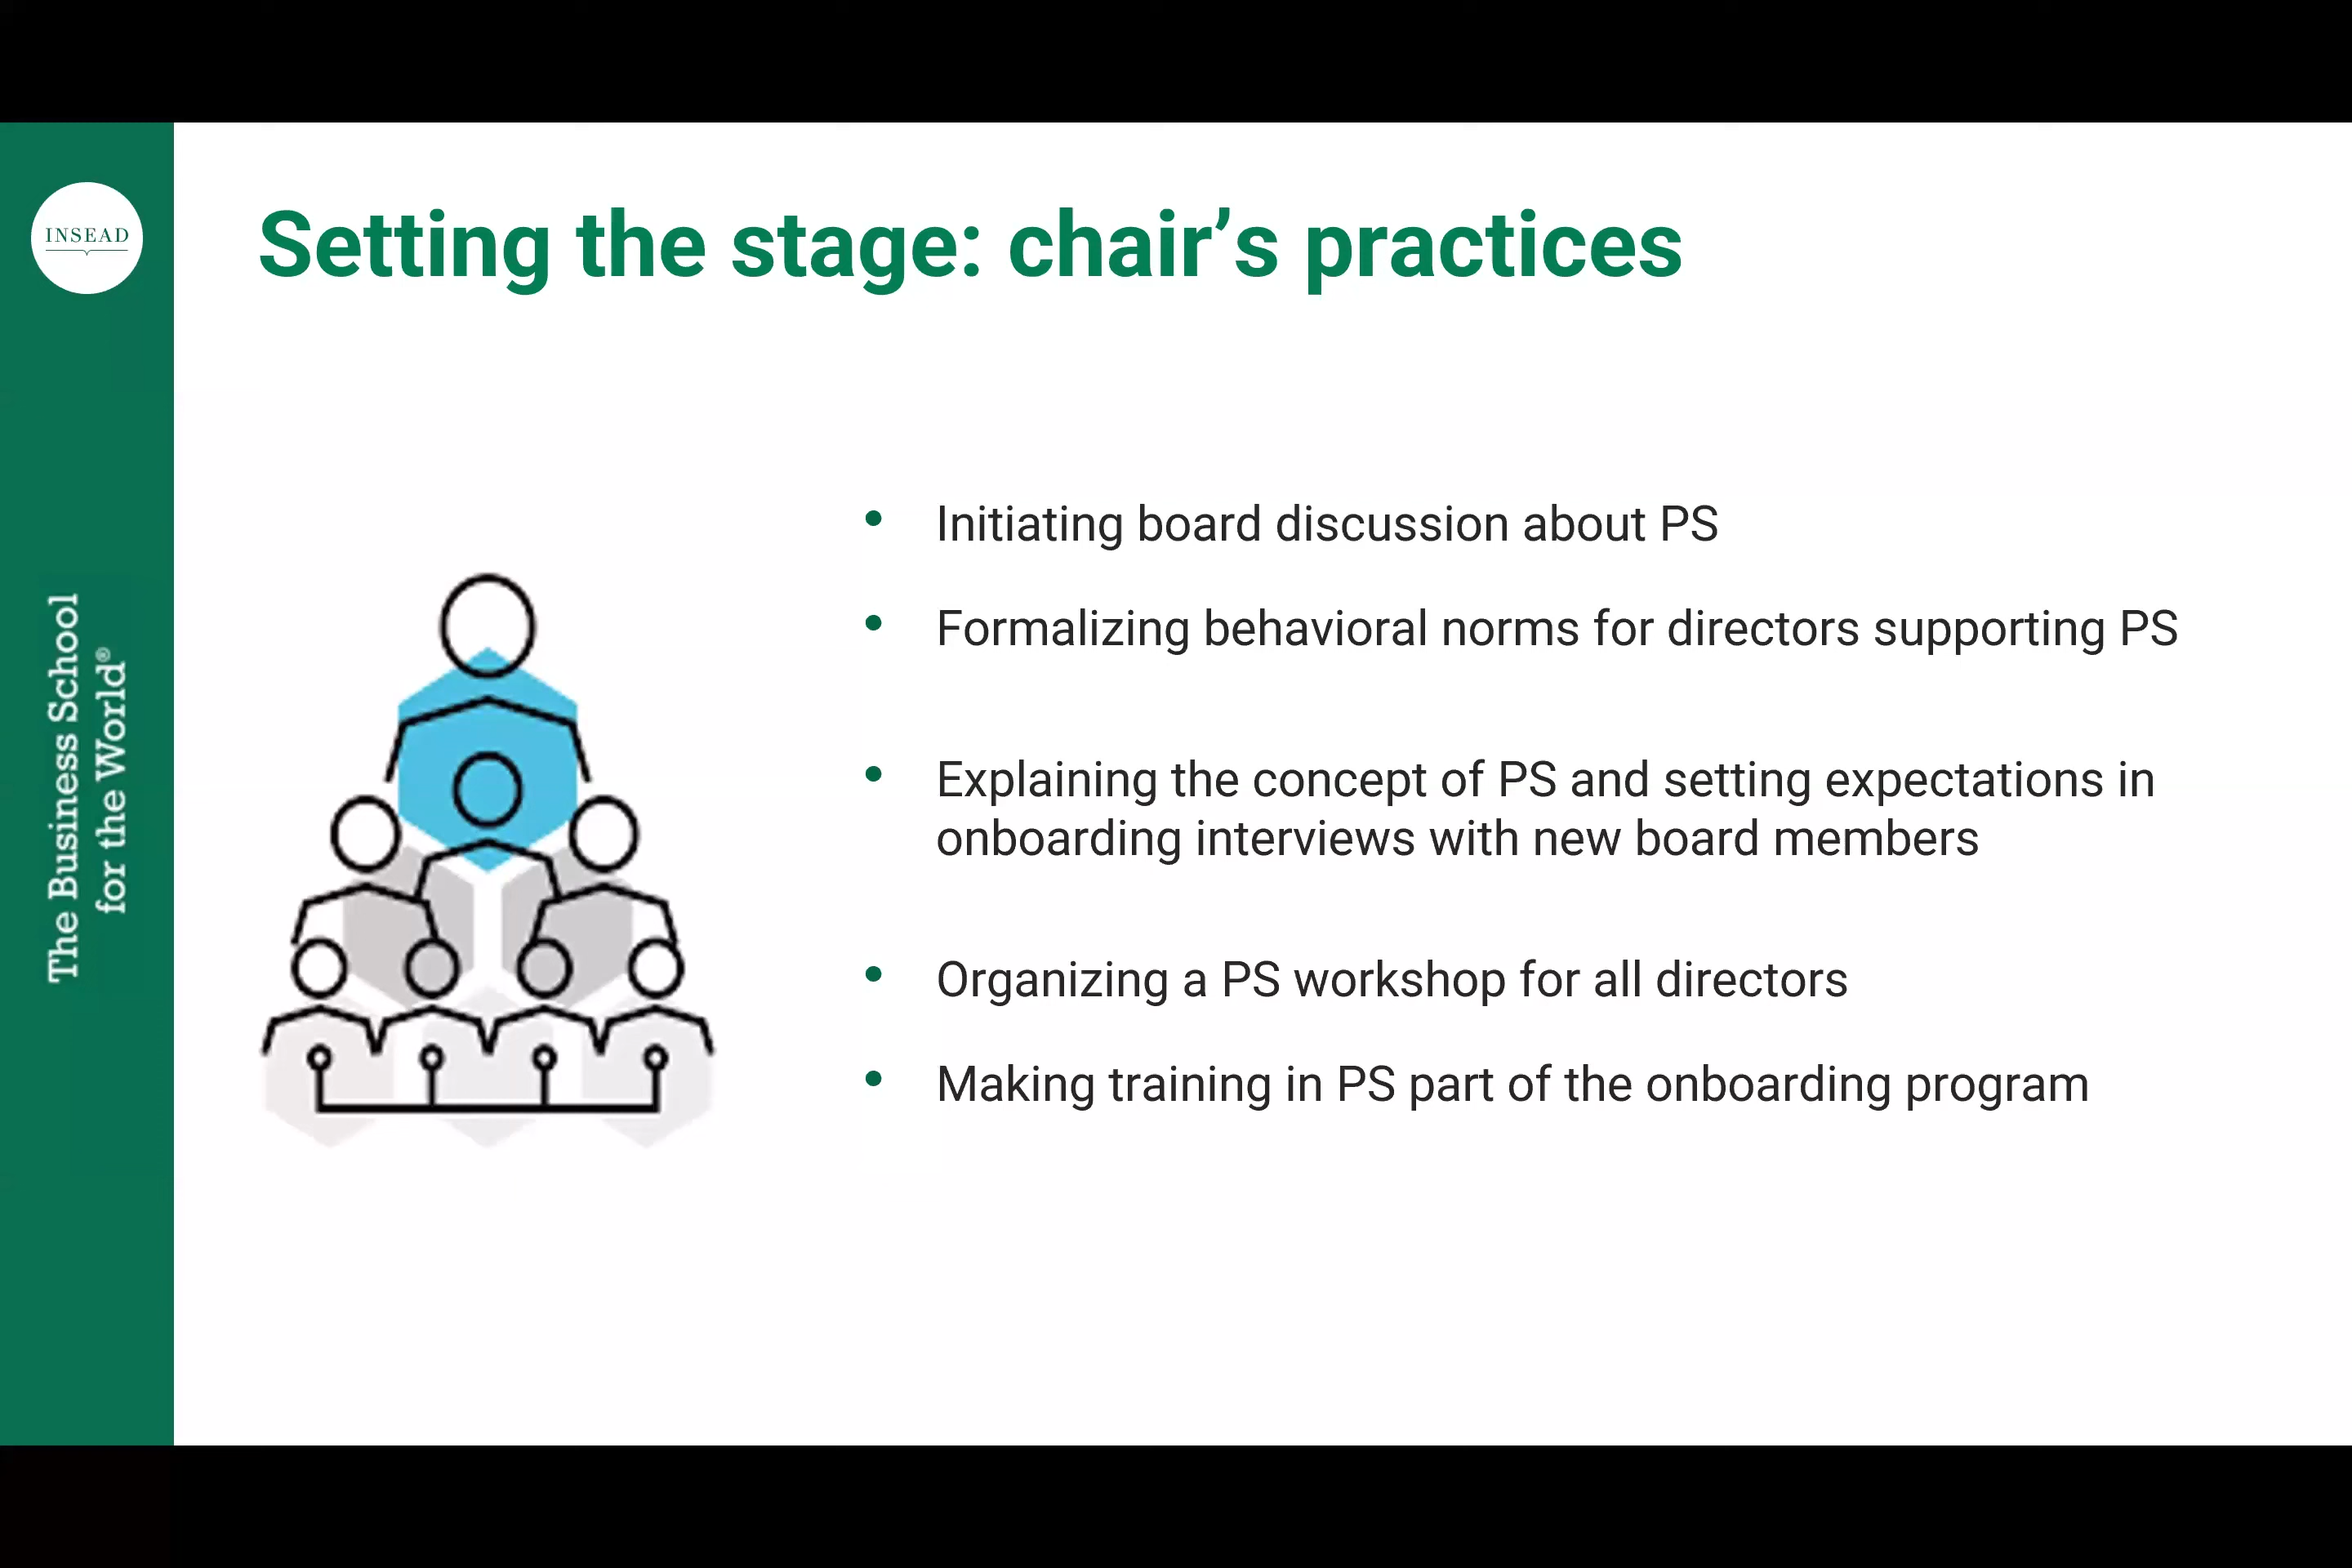 INSEAD
The Business School
for the World®
Setting the stage: chair’s practices
• Initiating board discussion about PS
• Formalizing behavioral norms for directors supporting PS
• Explaining the concept of PS and setting expectations in
onboarding interviews with new board members
• Organizing a PS workshop for all directors
• Making training in PS part of the onboarding program